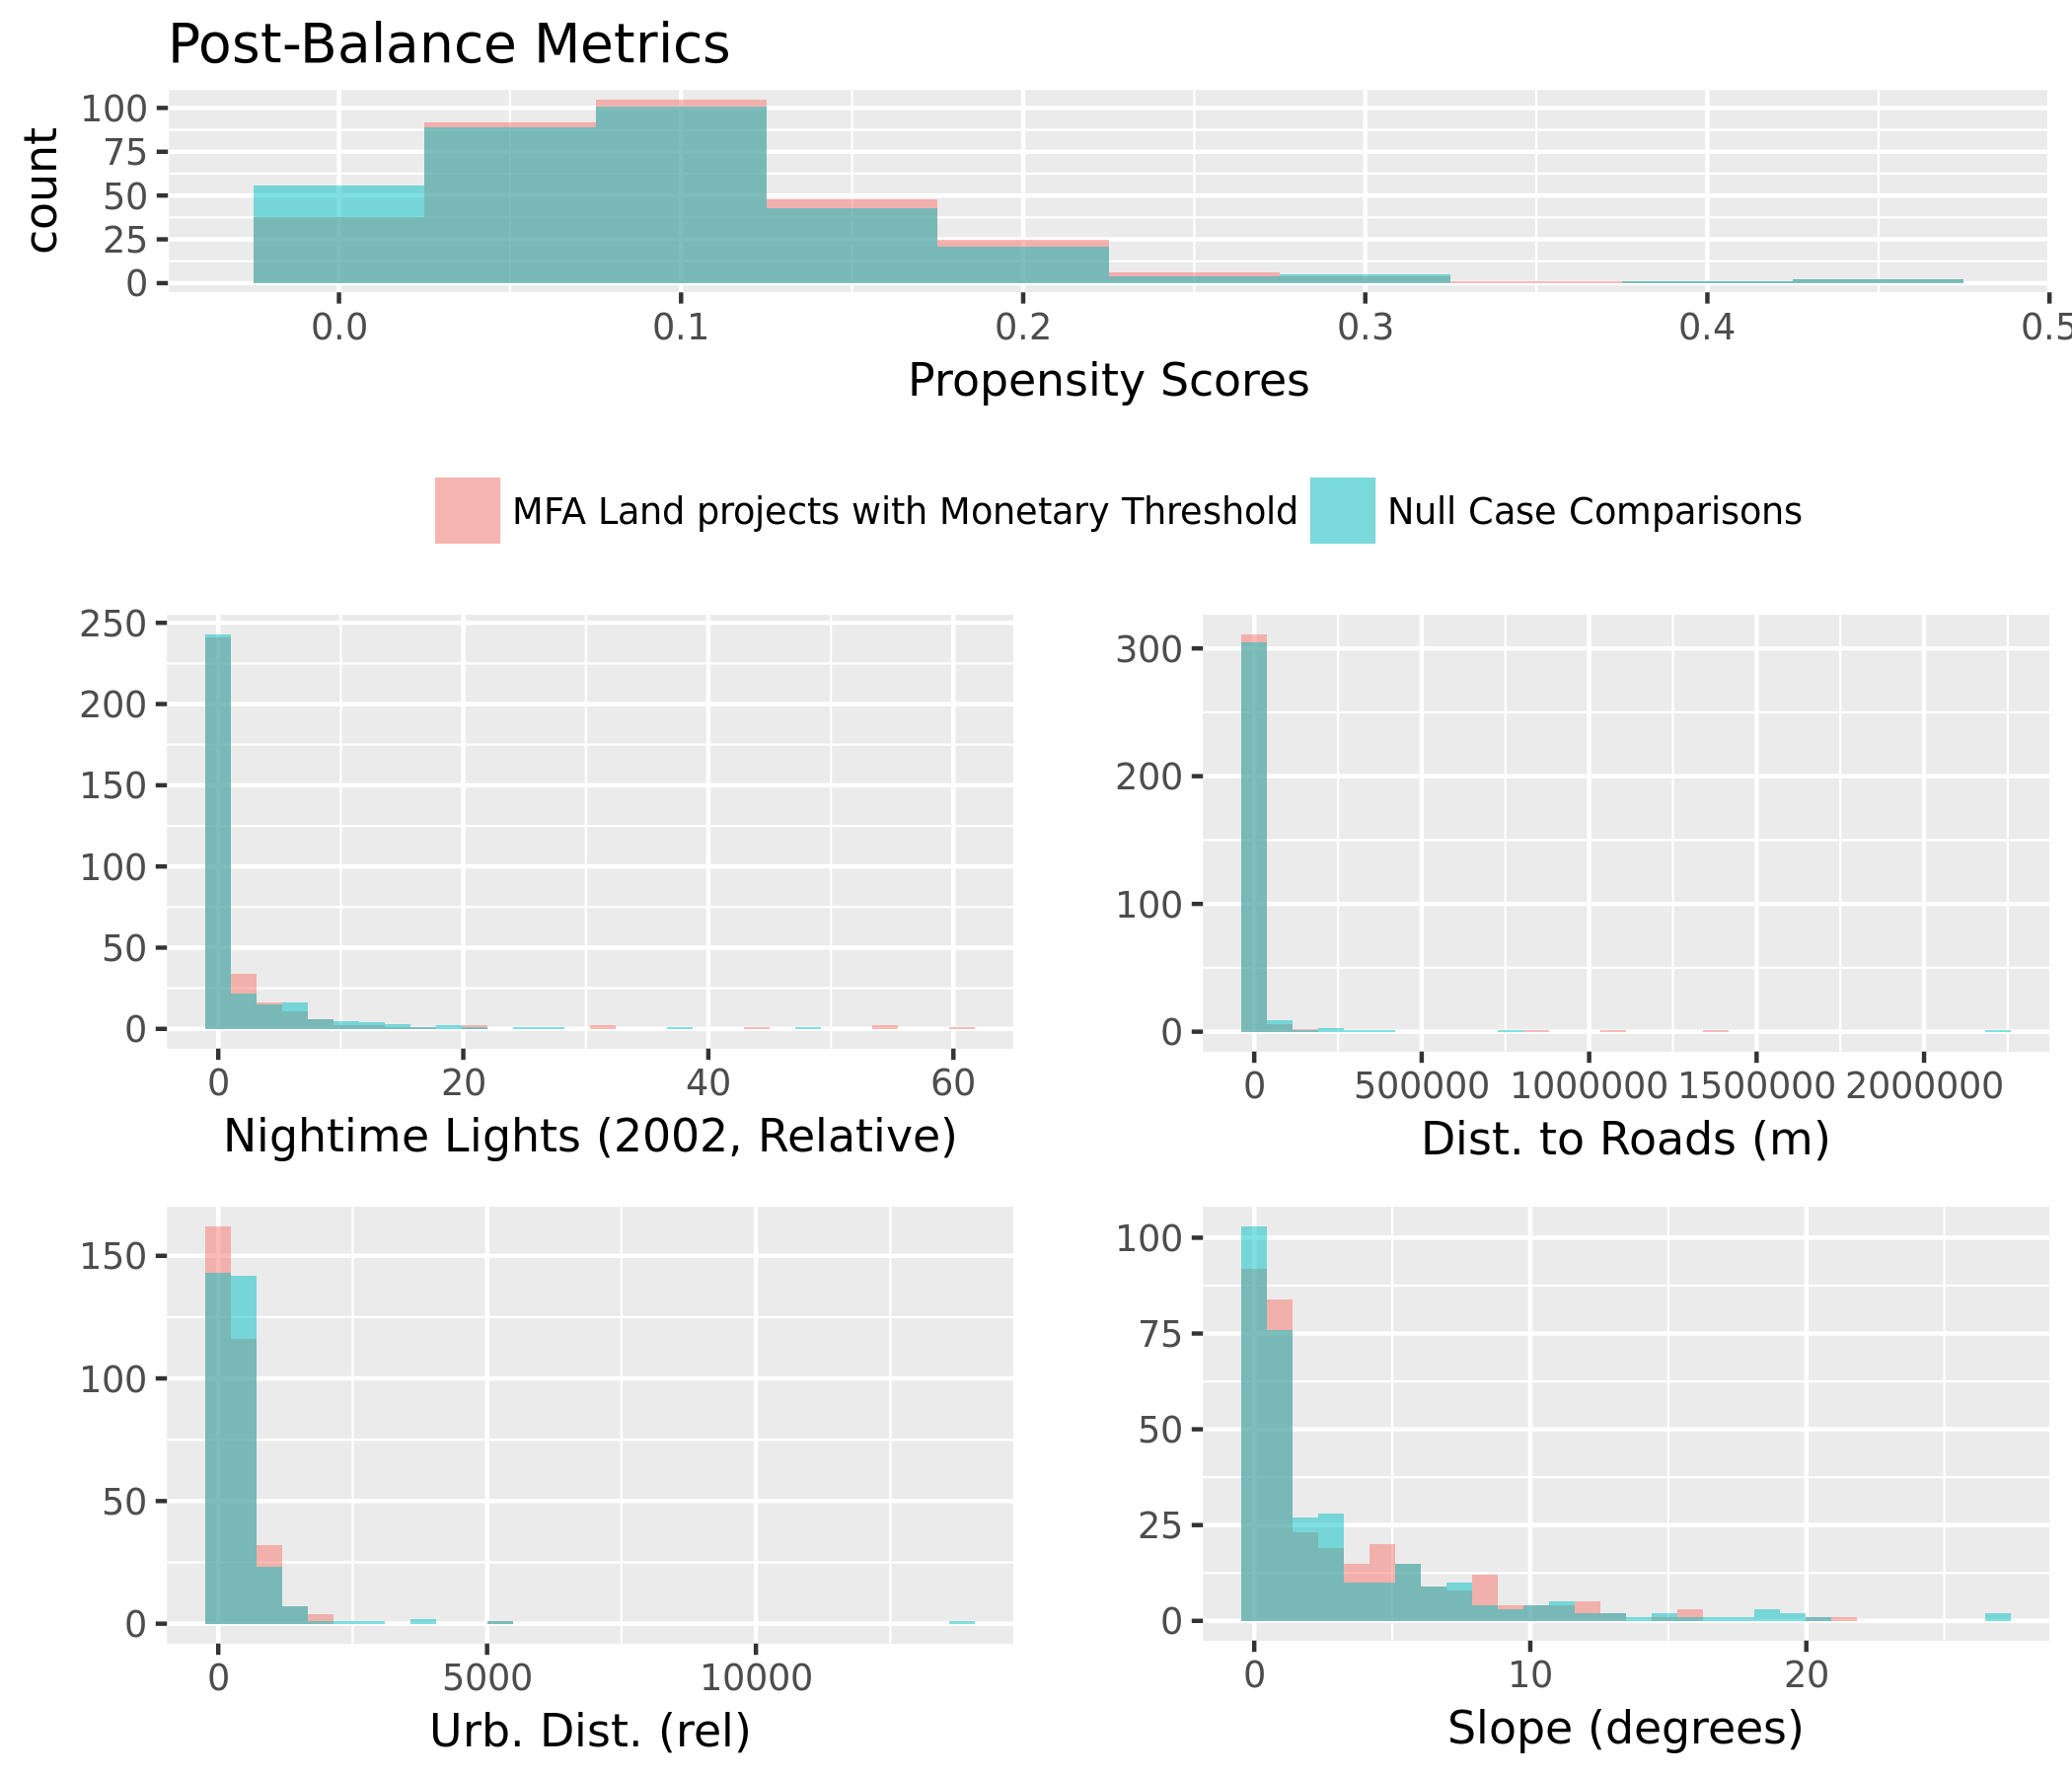 Post-Balance Metrics
count
100
75
50
25
0
0.0 0.1 0.2 0.3 0.4 0.5
Propensity Scores
MFA Land projects with Monetary Threshold Null Case Comparisons
250
200
150
100
50
0
0 20 40 60
Nightime Lights (2002, Relative)
300
200
100
0
0 500000 1000000 1500000 2000000
Dist. to Roads (m)
150
100
50
0
0 5000 10000
Urb. Dist. (rel)
100
75
50
25
0
0 10 20
Slope (degrees)